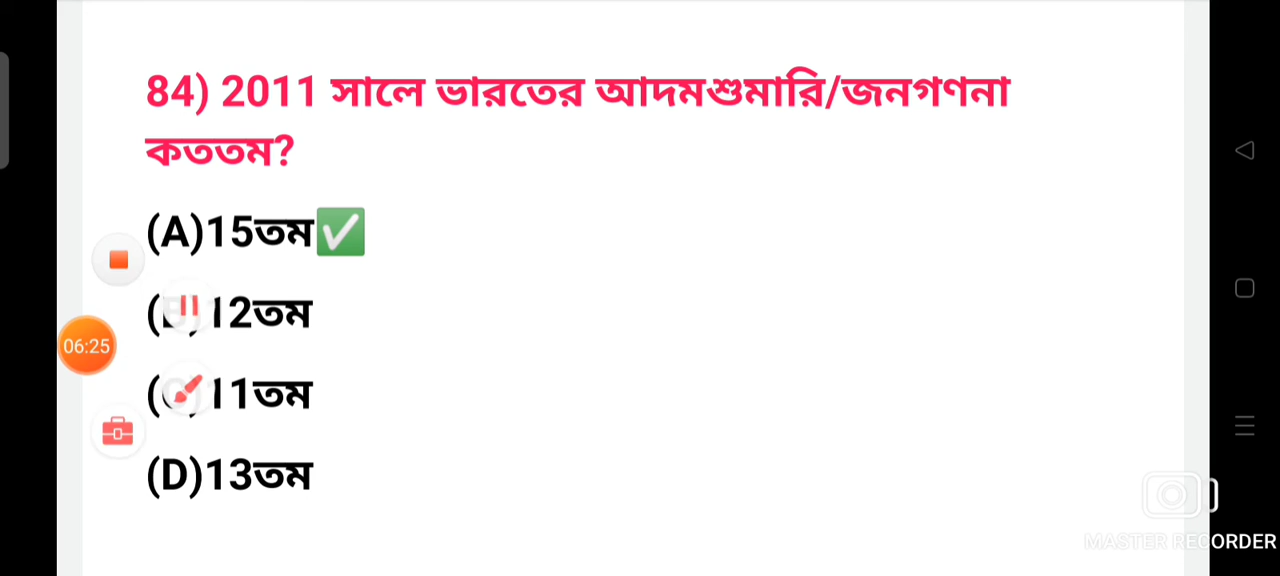 84) 2011 সালে ভারতের আদমশুমারি/জনগণনা
কততম?
(A)15তম✅
(B)12তম
06:25
(C)11তম
(D)13তম
MASTER RECORDER